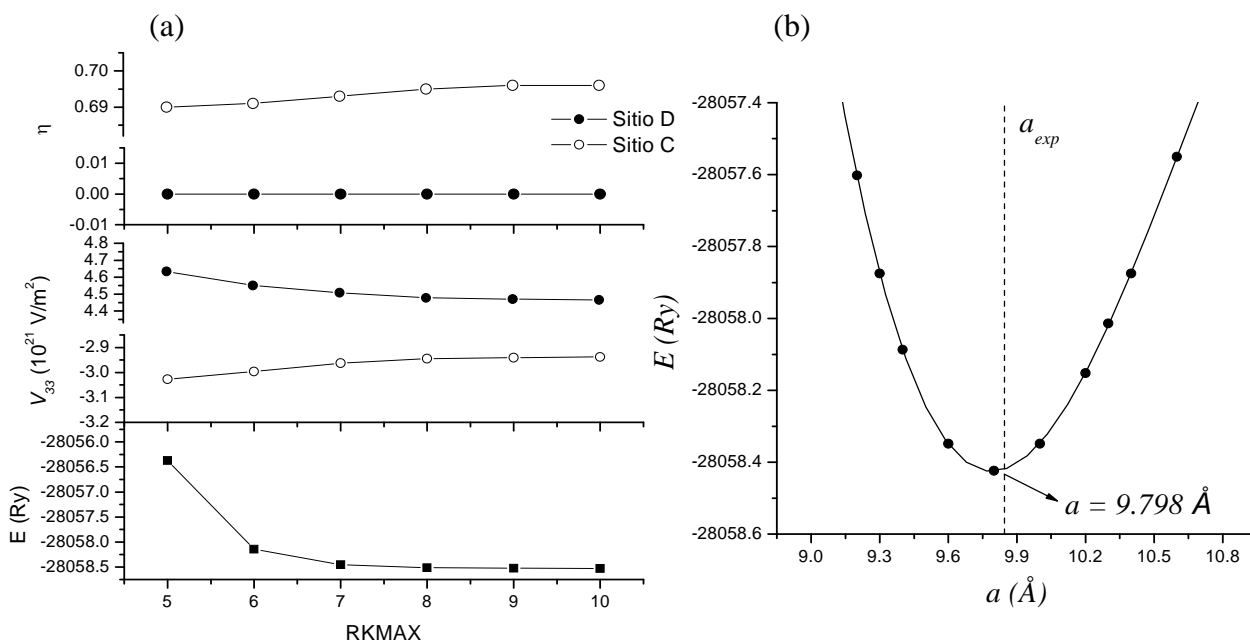 (a)
0.70
0.69
η
Sitio D
Sitio C
0.01
0.00
-0.01
4.8
4.7
4.6
4.5
4.4
V33 (10^21 V/m^2)
-2.9
-3.0
-3.1
-3.2
-28056.0
-28056.5
-28057.0
-28057.5
-28058.0
-28058.5
E (Ry)
5 6 7 8 9 10
RKMAX
(b)
-28057.4
-28057.6
-28057.8
-28058.0
-28058.2
-28058.4
-28058.6
E (Ry)
a exp
a = 9.798 Å
9.0 9.3 9.6 9.9 10.2 10.5 10.8
a (Å)